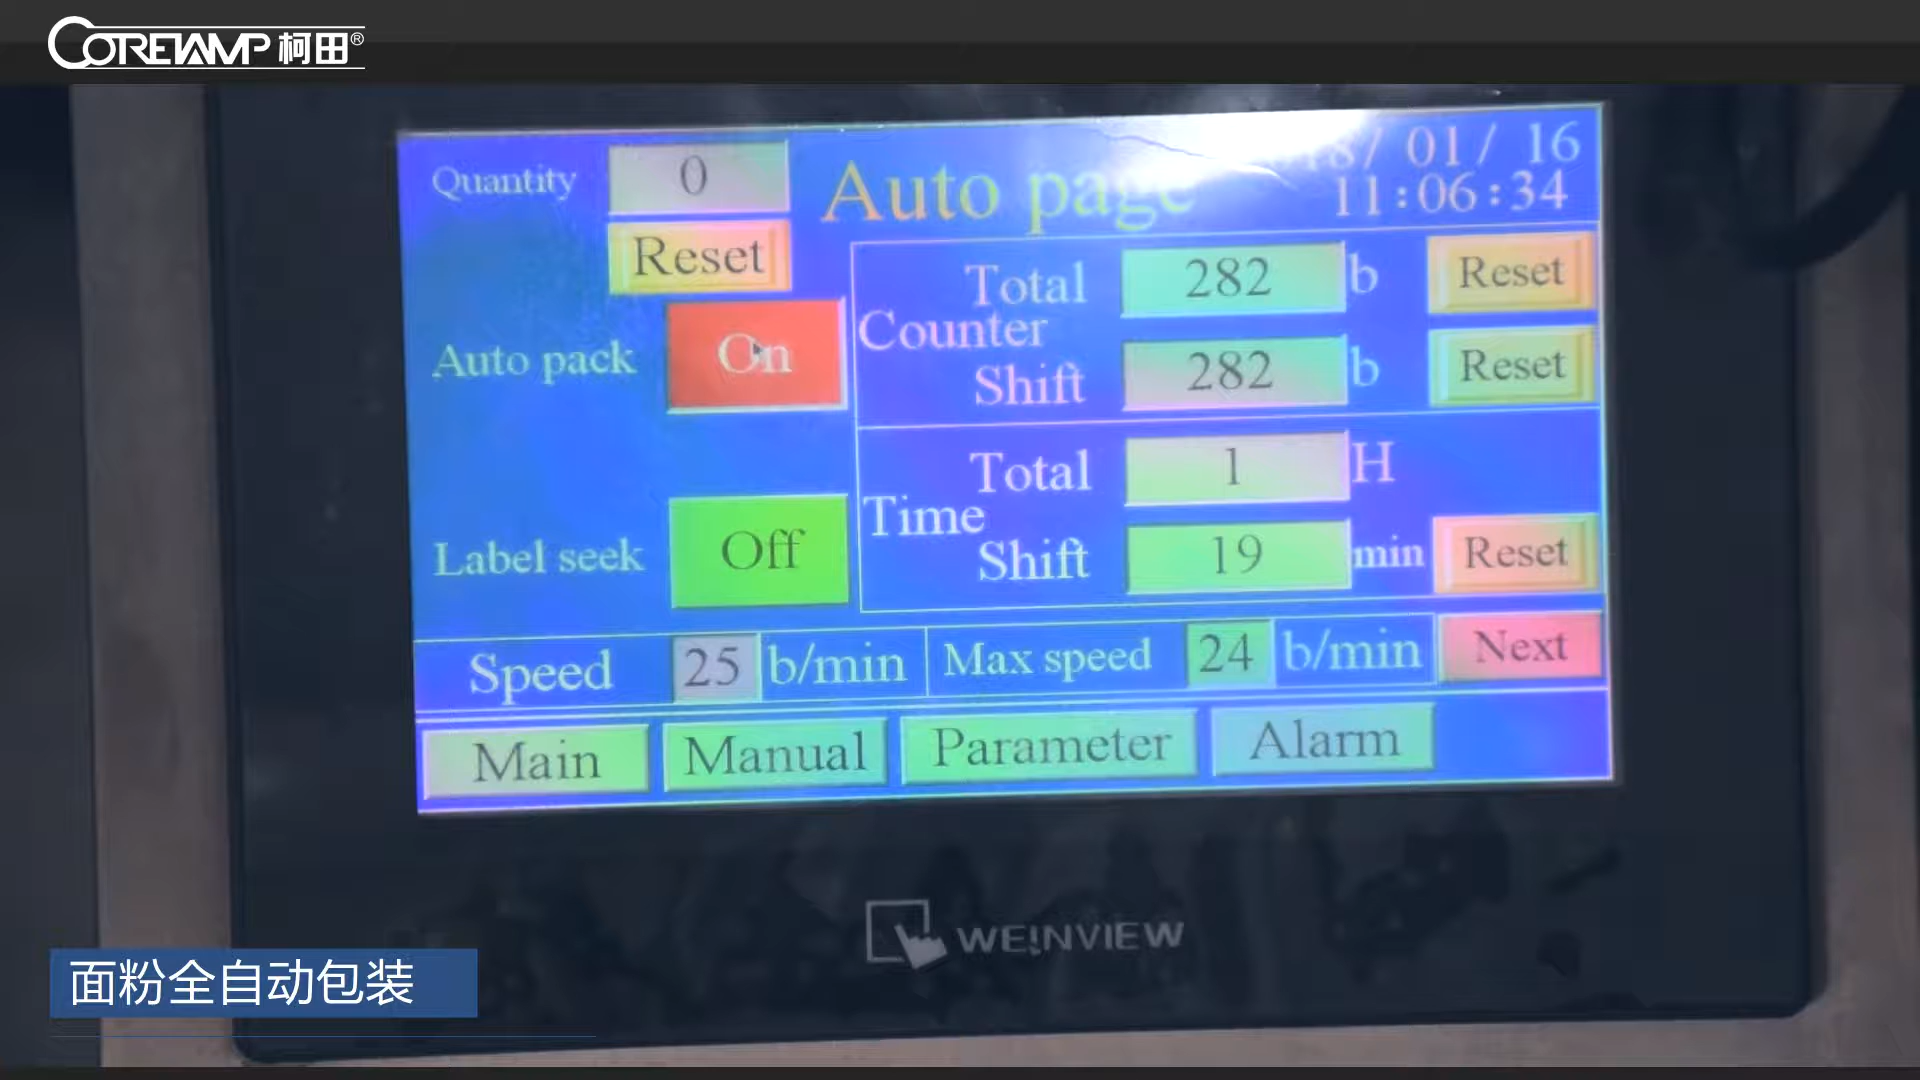 CORETAMP 柯田®
Quantity 0
Auto page
8/ 01/ 16
11:06:34
Reset
Auto pack On
Label seek Off
Counter
Total 282 b Reset
Shift 282 b Reset
Time
Total 1 H
Shift 19 min Reset
Speed 25 b/min Max speed 24 b/min Next
Main Manual Parameter Alarm
WEINVIEW
面粉全自动包装